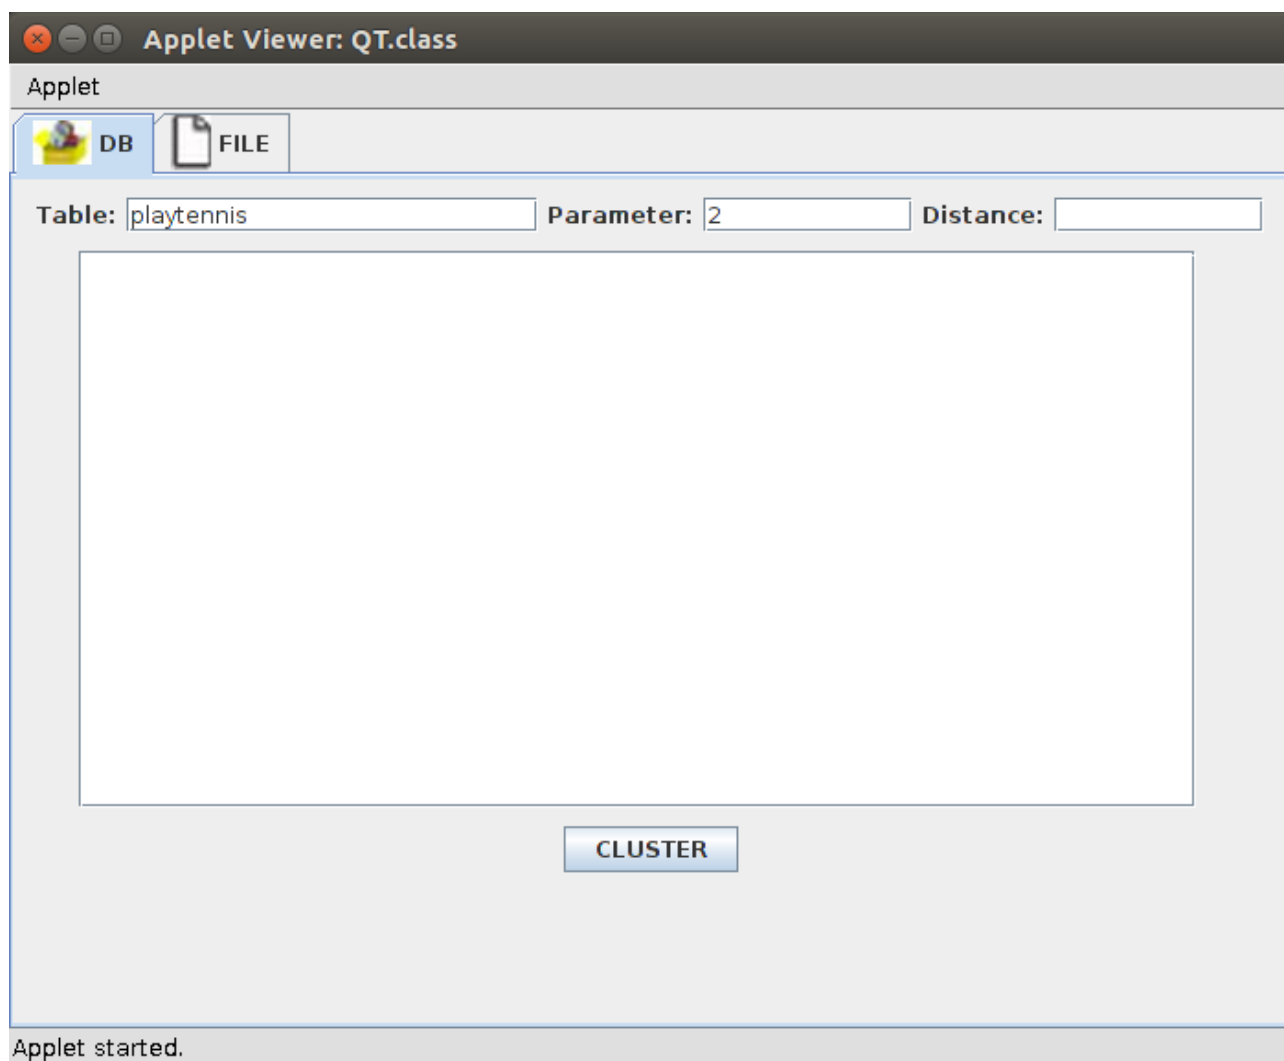 Applet Viewer: QT.class
Applet
DB FILE
Table: playtennis Parameter: 2 Distance:
CLUSTER
Applet started.